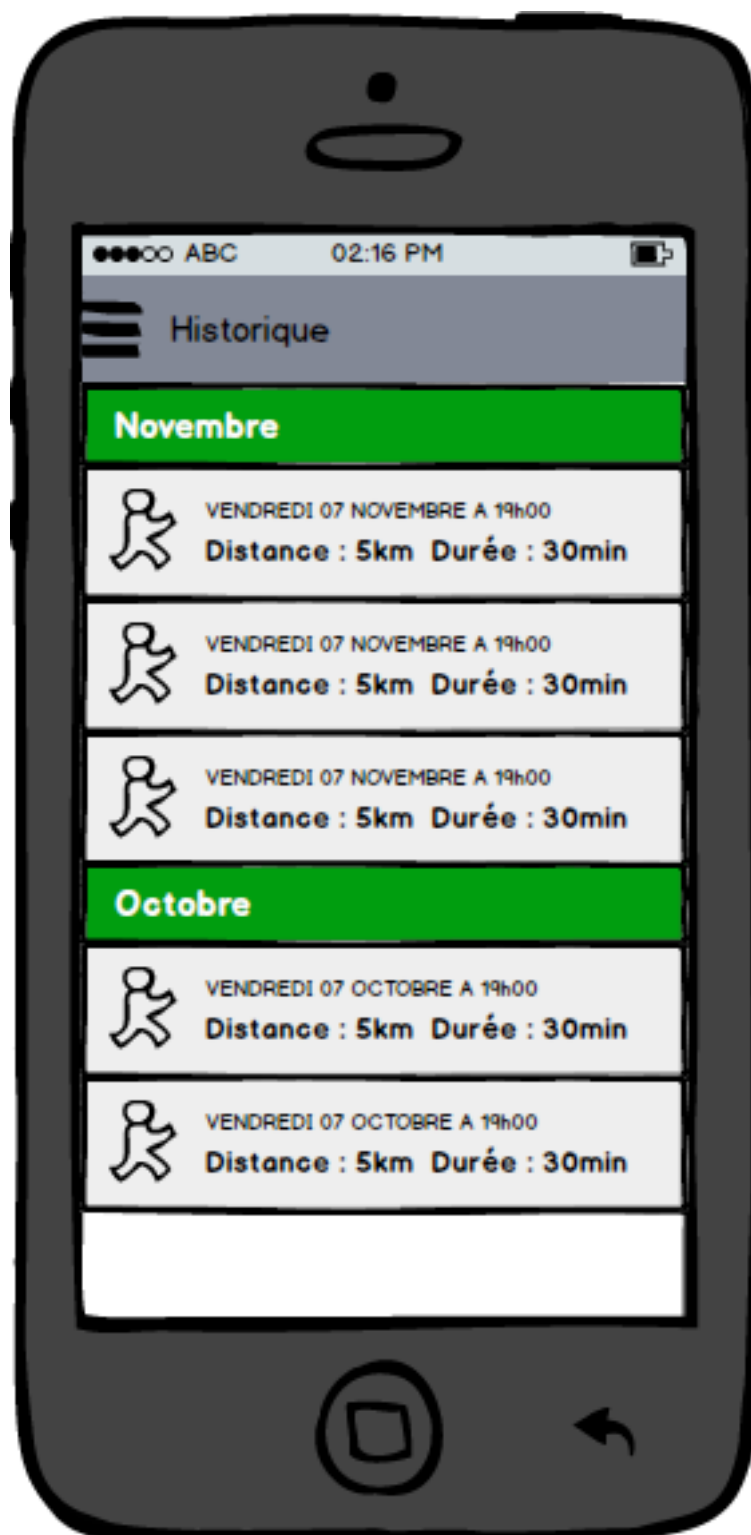 ABC 02:16 PM
Historique
Novembre
VENDREDI 07 NOVEMBRE A 19h00
Distance : 5km Durée : 30min
VENDREDI 07 NOVEMBRE A 19h00
Distance : 5km Durée : 30min
VENDREDI 07 NOVEMBRE A 19h00
Distance : 5km Durée : 30min
Octobre
VENDREDI 07 OCTOBRE A 19h00
Distance : 5km Durée : 30min
VENDREDI 07 OCTOBRE A 19h00
Distance : 5km Durée : 30min